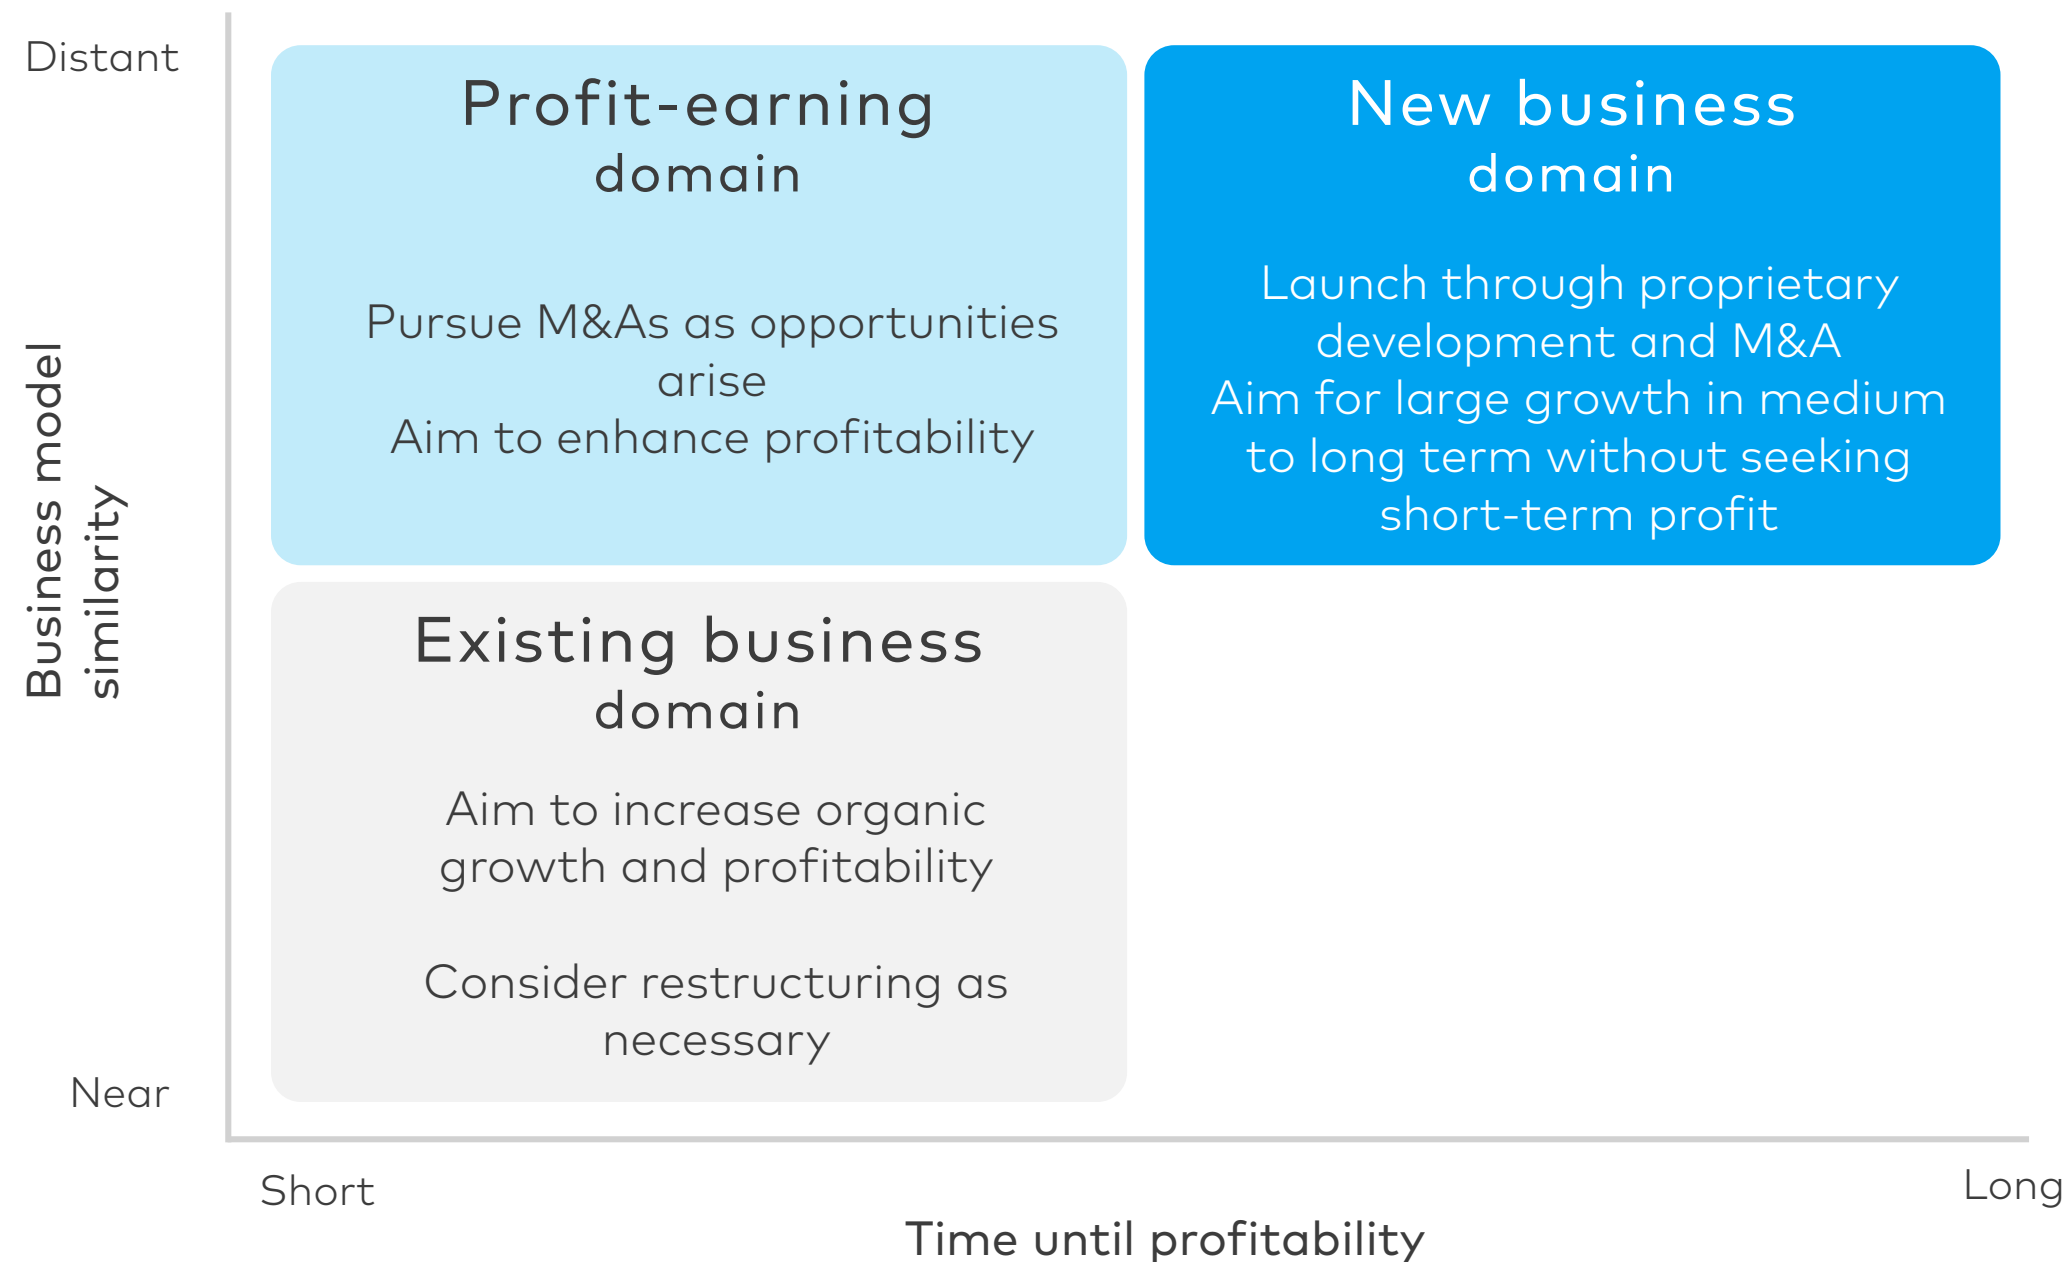 Distant
Profit-earning
domain
Pursue M&As as opportunities
arise
Aim to enhance profitability
New business
domain
Launch through proprietary
development and M&A
Aim for large growth in medium
to long term without seeking
short-term profit
Business model
similarity
Existing business
domain
Aim to increase organic
growth and profitability
Consider restructuring as
necessary
Near
Short
Long
Time until profitability